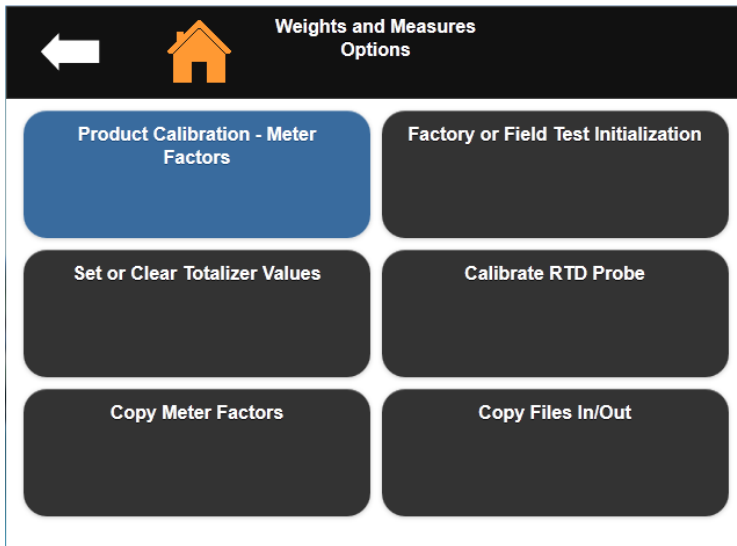 Weights and Measures
Options
Product Calibration - Meter
Factors
Factory or Field Test Initialization
Set or Clear Totalizer Values
Calibrate RTD Probe
Copy Meter Factors
Copy Files In/Out